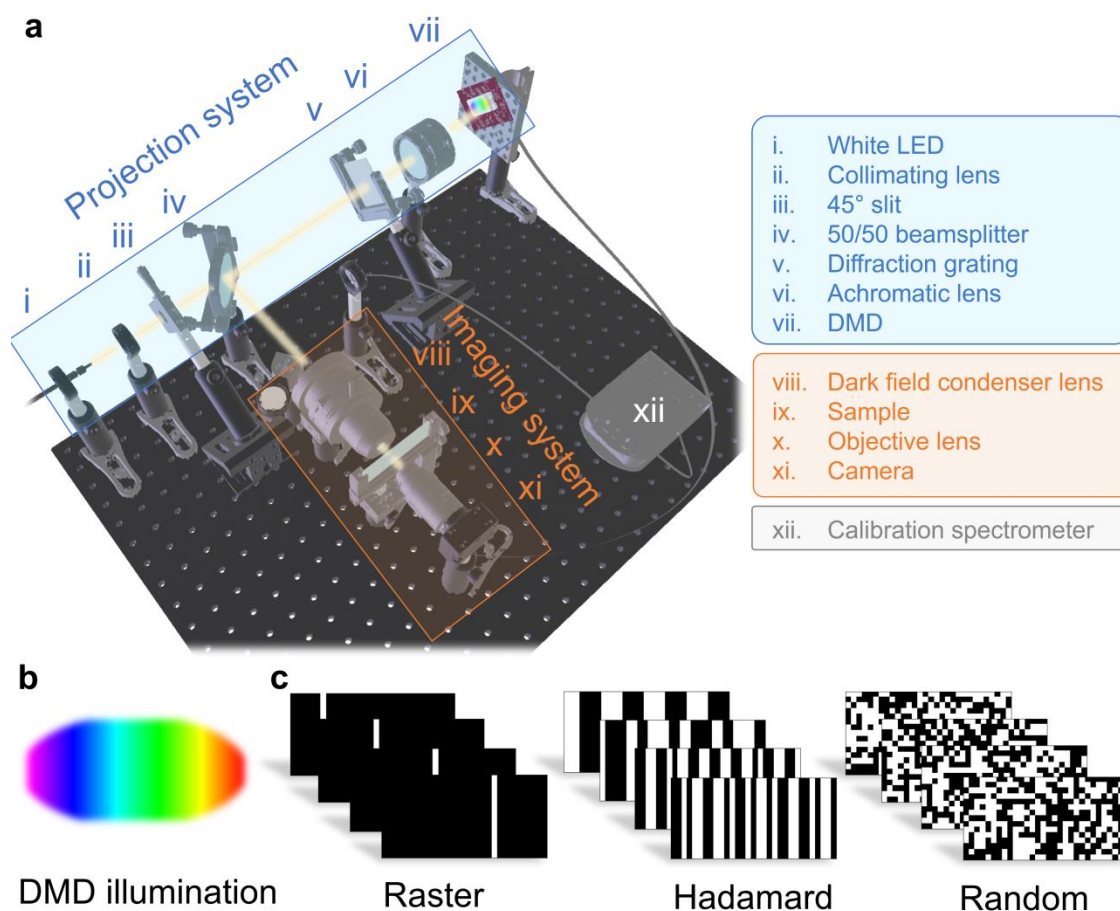 a
Projection system
i
ii
iii
iv
v
vi
vii
Imaging system
viii
ix
x
xi
xii
i. White LED
ii. Collimating lens
iii. 45° slit
iv. 50/50 beamsplitter
v. Diffraction grating
vi. Achromatic lens
vii. DMD
viii. Dark field condenser lens
ix. Sample
x. Objective lens
xi. Camera
xii. Calibration spectrometer
b
DMD illumination
c
Raster
Hadamard
Random